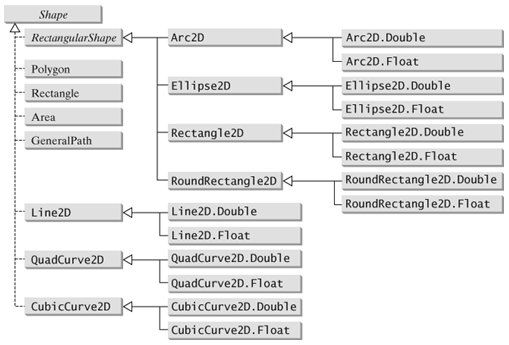 Shape
RectangularShape
Arc2D
Arc2D.Double
Arc2D.Float
Polygon
Ellipse2D
Ellipse2D.Double
Rectangle
Ellipse2D.Float
Area
Rectangle2D
Rectangle2D.Double
GeneralPath
Rectangle2D.Float
RoundRectangle2D
RoundRectangle2D.Double
RoundRectangle2D.Float
Line2D
Line2D.Double
Line2D.Float
QuadCurve2D
QuadCurve2D.Double
QuadCurve2D.Float
CubicCurve2D
CubicCurve2D.Double
CubicCurve2D.Float